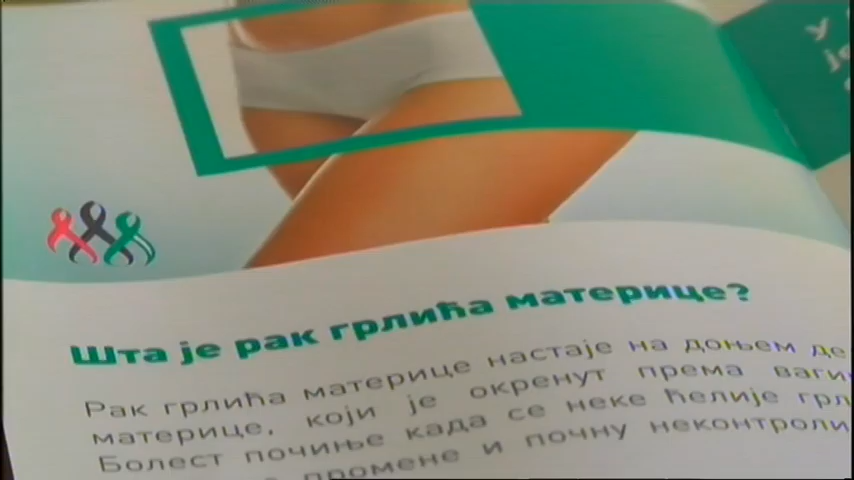 У
је
Шта је рак грлића материце?
Рак грлића материце настаје на доњем де
материце, који је окренут према ваги
Болест почиње када се неке ћелије грл
промене и почну неконтроли